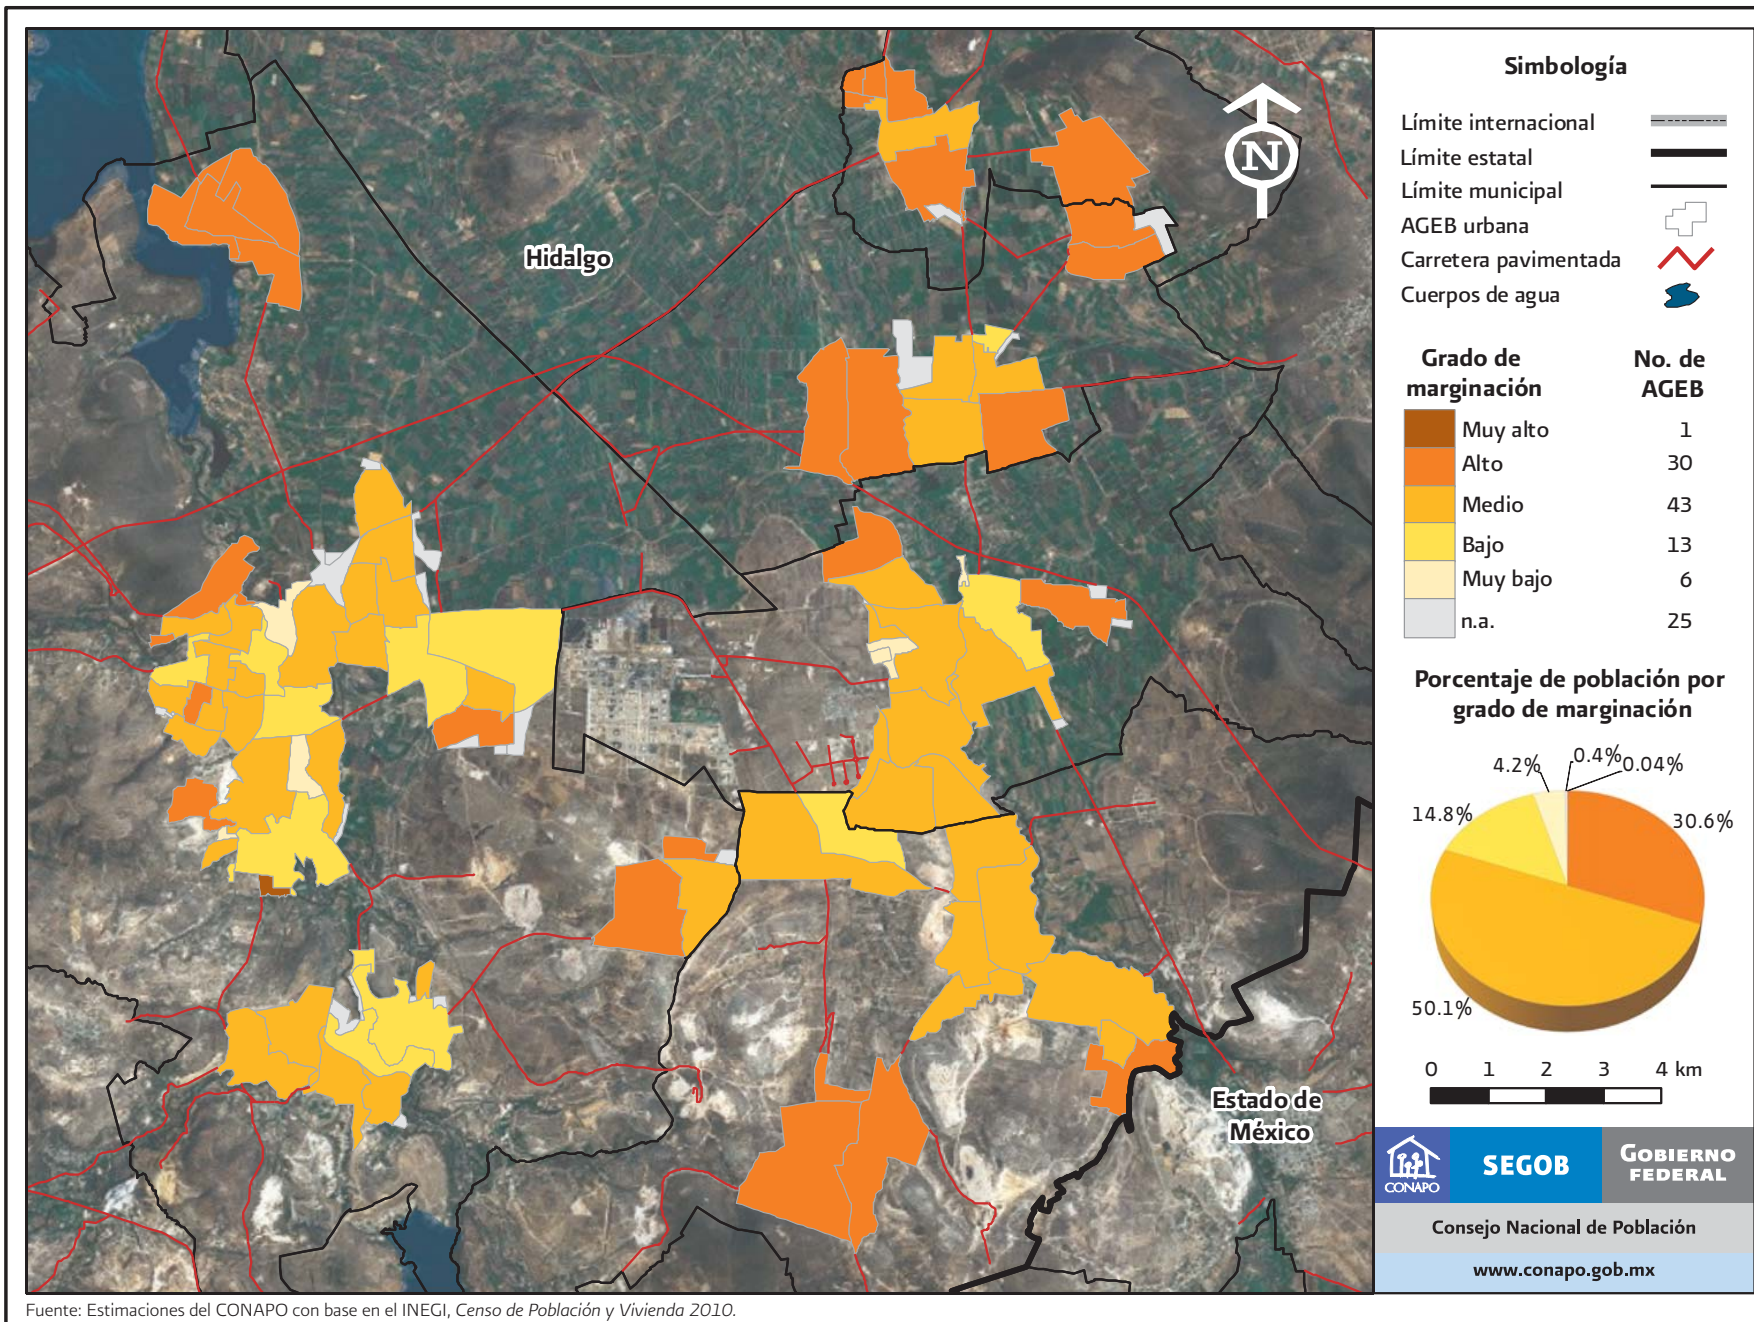 Hidalgo
N
Estado de
México
Simbología
Límite internacional
Límite estatal
Límite municipal
AGEB urbana
Carretera pavimentada
Cuerpos de agua
Grado de
marginación
No. de
AGEB
Muy alto 1
Alto 30
Medio 43
Bajo 13
Muy bajo 6
n.a. 25
Porcentaje de población por
grado de marginación
4.2%
0.4%
0.04%
14.8%
30.6%
50.1%
0 1 2 3 4 km
CONAPO
SEGOB
GOBIERNO
FEDERAL
Consejo Nacional de Población
www.conapo.gob.mx
Fuente: Estimaciones del CONAPO con base en el INEGI, Censo de Población y Vivienda 2010.